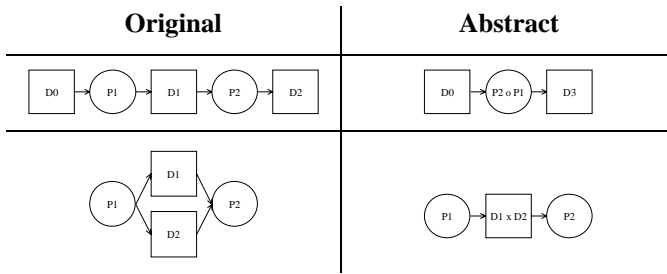 Original Abstract
D0 P1 D1 P2 D2 D0 P2 o P1 D3
D1
P1 P2 P1 D1 x D2 P2
D2